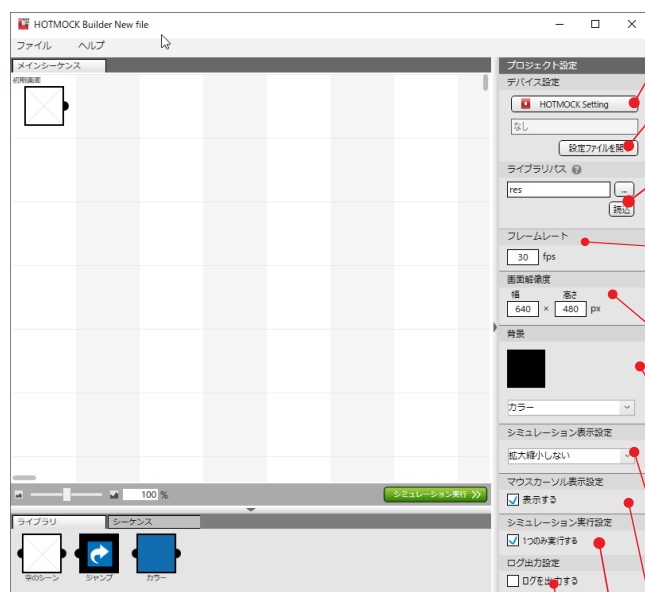 HOTMOCK Builder New file
ファイル ヘルプ
メインシーケンス
初期画面
プロジェクト設定
デバイス設定
HOTMOCK Setting
なし
設定ファイルを開
ライブラリパス ?
res
...
読込
フレームレート
30 fps
画面解像度
幅 高さ
640 × 480 px
背景
カラー
シミュレーション表示設定
拡大縮小しない
マウスカーソル表示設定
表示する
シミュレーション実行設定
1つのみ実行する
ログ出力設定
ログを出力する
100 %
シミュレーション実行
ライブラリ シーケンス
空のシーン ジャンプ カラー